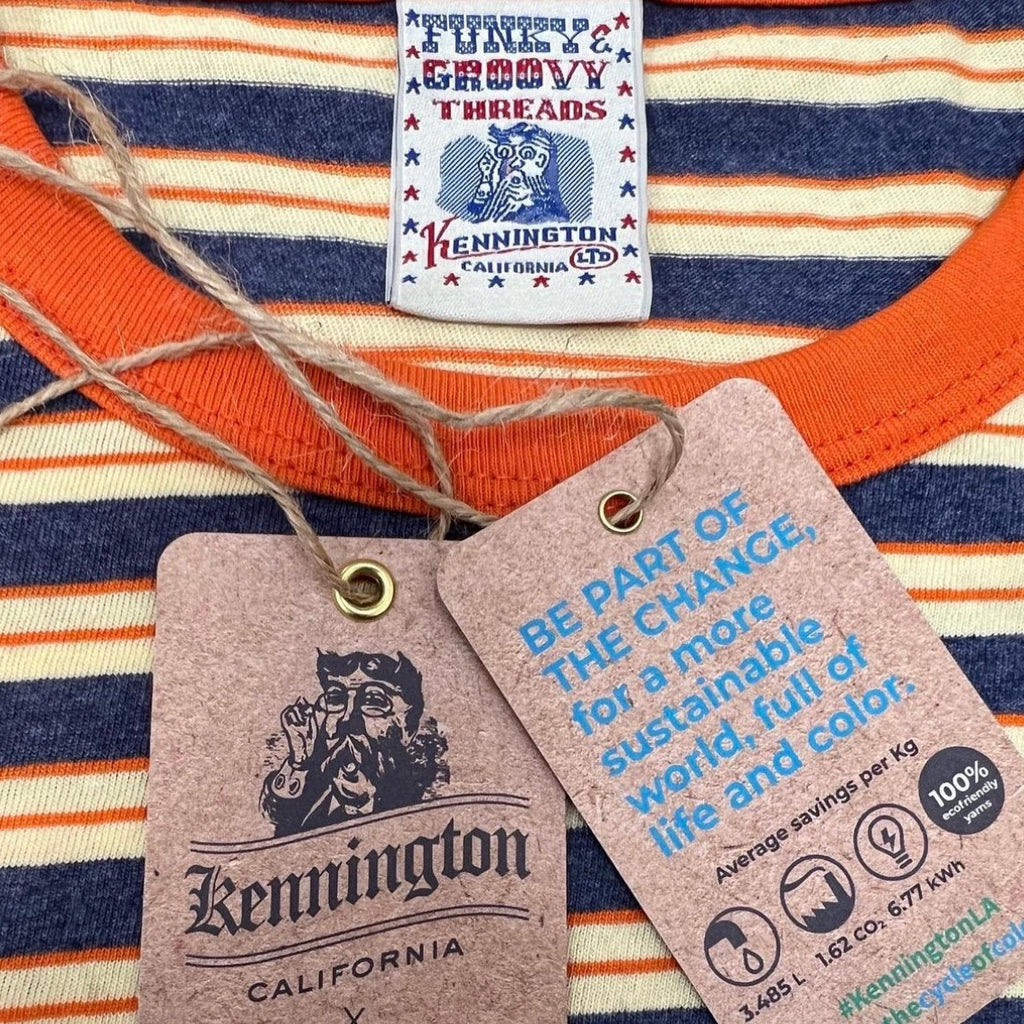 FUNKY &
GROOVY
THREADS
KENNINGTON
CALIFORNIA LTD
Kennington
CALIFORNIA
X
BE PART OF
THE CHANGE,
for a more
sustainable
world, full of
life and color.
Average savings per Kg
100%
ecofriendly
yarns
3.485 L 1.62 CO₂ 6.77 kWh
#KenningtonLA